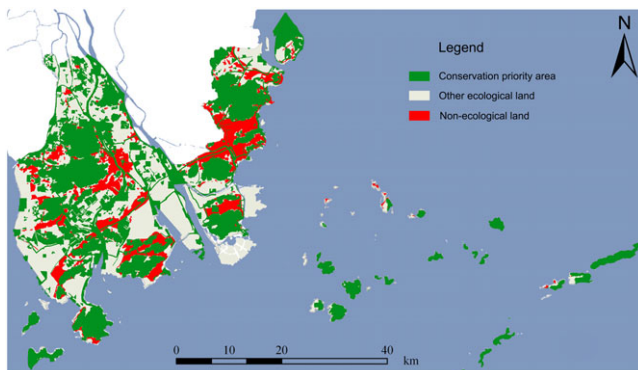 N
Legend
Conservation priority area
Other ecological land
Non-ecological land
0 10 20 40
km